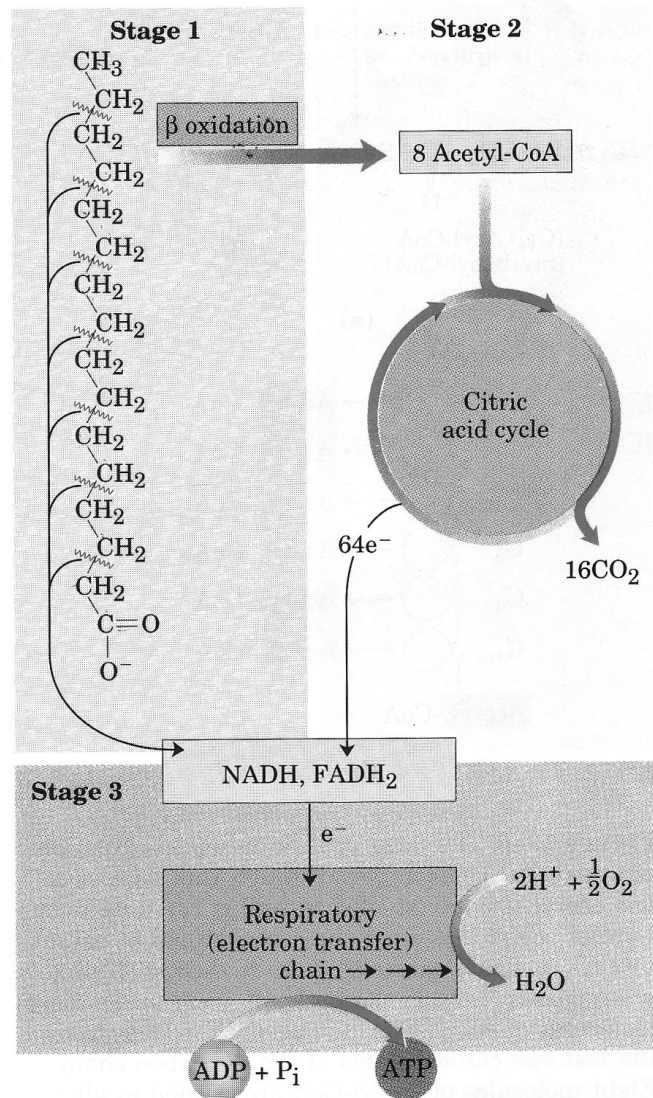 Stage 1
Stage 2
CH₃
CH₂
CH₂
CH₂
CH₂
CH₂
CH₂
CH₂
CH₂
CH₂
CH₂
CH₂
CH₂
CH₂
CH₂
C=O
O⁻
β oxidation
8 Acetyl-CoA
Citric
acid cycle
64e⁻
16CO₂
NADH, FADH₂
Stage 3
e⁻
Respiratory
(electron transfer)
chain → → →
2H⁺ + ½O₂
H₂O
ADP + Pᵢ
ATP